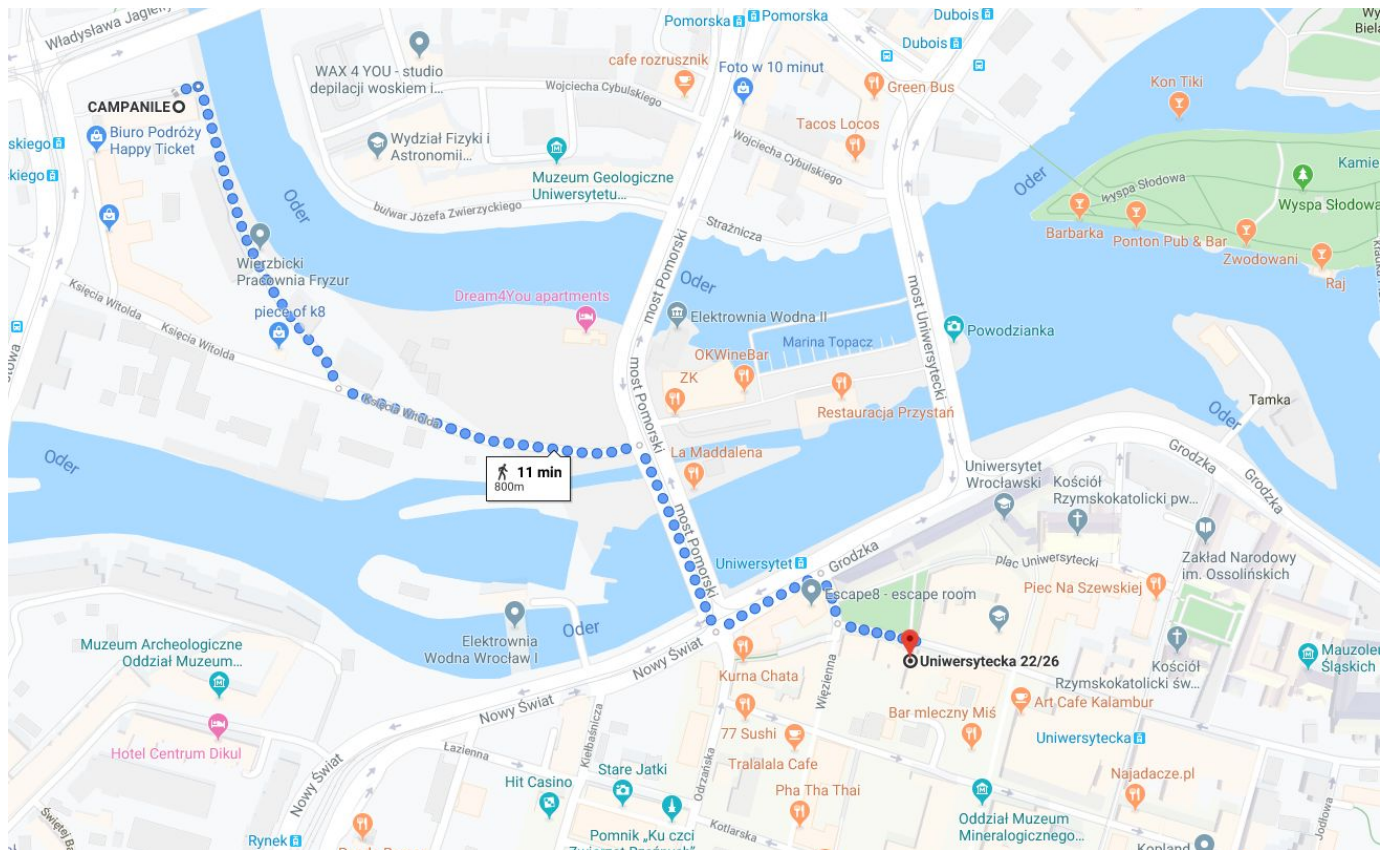 Władysława Jagiełły
Pomorska
Pomorska
Dubois
Dubois
WAX 4 YOU - studio
depilacji woskiem i...
cafe rozrusznik
Foto w 10 minut
Green Bus
Kon Tiki
Wojciecha Cybulskiego
Wojciecha Cybulskiego
Tacos Locos
CAMPANILE
Biuro Podróży
Happy Ticket
skiego
kiego
Wydział Fizyki i
Astronomii...
Muzeum Geologiczne
Uniwersytetu...
bulwar Józefa Zwierzyckiego
Strażnicza
Oder
Oder
Oder
most Pomorski
most Uniwersytecki
wyspa Słodowa
Wyspa Słodowa
Kamie
Barbarka
Ponton Pub & Bar
Zwodowani
Raj
Wierzbicki
Pracownia Fryzur
Księcia Witolda
Księcia Witolda
piece of k8
Dream4You apartments
Elektrownia Wodna II
Marina Topacz
Powodzianka
OKWineBar
ZK
Restauracja Przystań
most Pomorski
Księcia Witolda
La Maddalena
Tamka
Oder
Oder
11 min
800m
Grodzka
Grodzka
Uniwersytet
Wrocławski
Kościół
Rzymskokatolicki pw...
most Pomorski
Uniwersytet
Grodzka
plac Uniwersytecki
Zakład Narodowy
im. Ossolińskich
Piec Na Szewskiej
Escape8 - escape room
Elektrownia
Wodna Wrocław I
Oder
Muzeum Archeologiczne
Oddział Muzeum...
Nowy Świat
Nowy Świat
Nowy Świat
Uniwersytecka 22/26
Kościół
Rzymskokatolicki św...
Mauzoleu
Śląskich
Kurna Chata
Więzienna
Bar mleczny Miś
Art Cafe Kalambur
Uniwersytecka
Hotel Centrum Dikul
Łazienna
Kiełbaśnicza
77 Sushi
Tralalala Cafe
Odrzańska
Hit Casino
Stare Jatki
Pha Tha Thai
Najadacze.pl
Oddział Muzeum
Mineralogicznego...
Jodłowa
Kotlarska
Pomnik „Ku czci
Rynek
Kopland